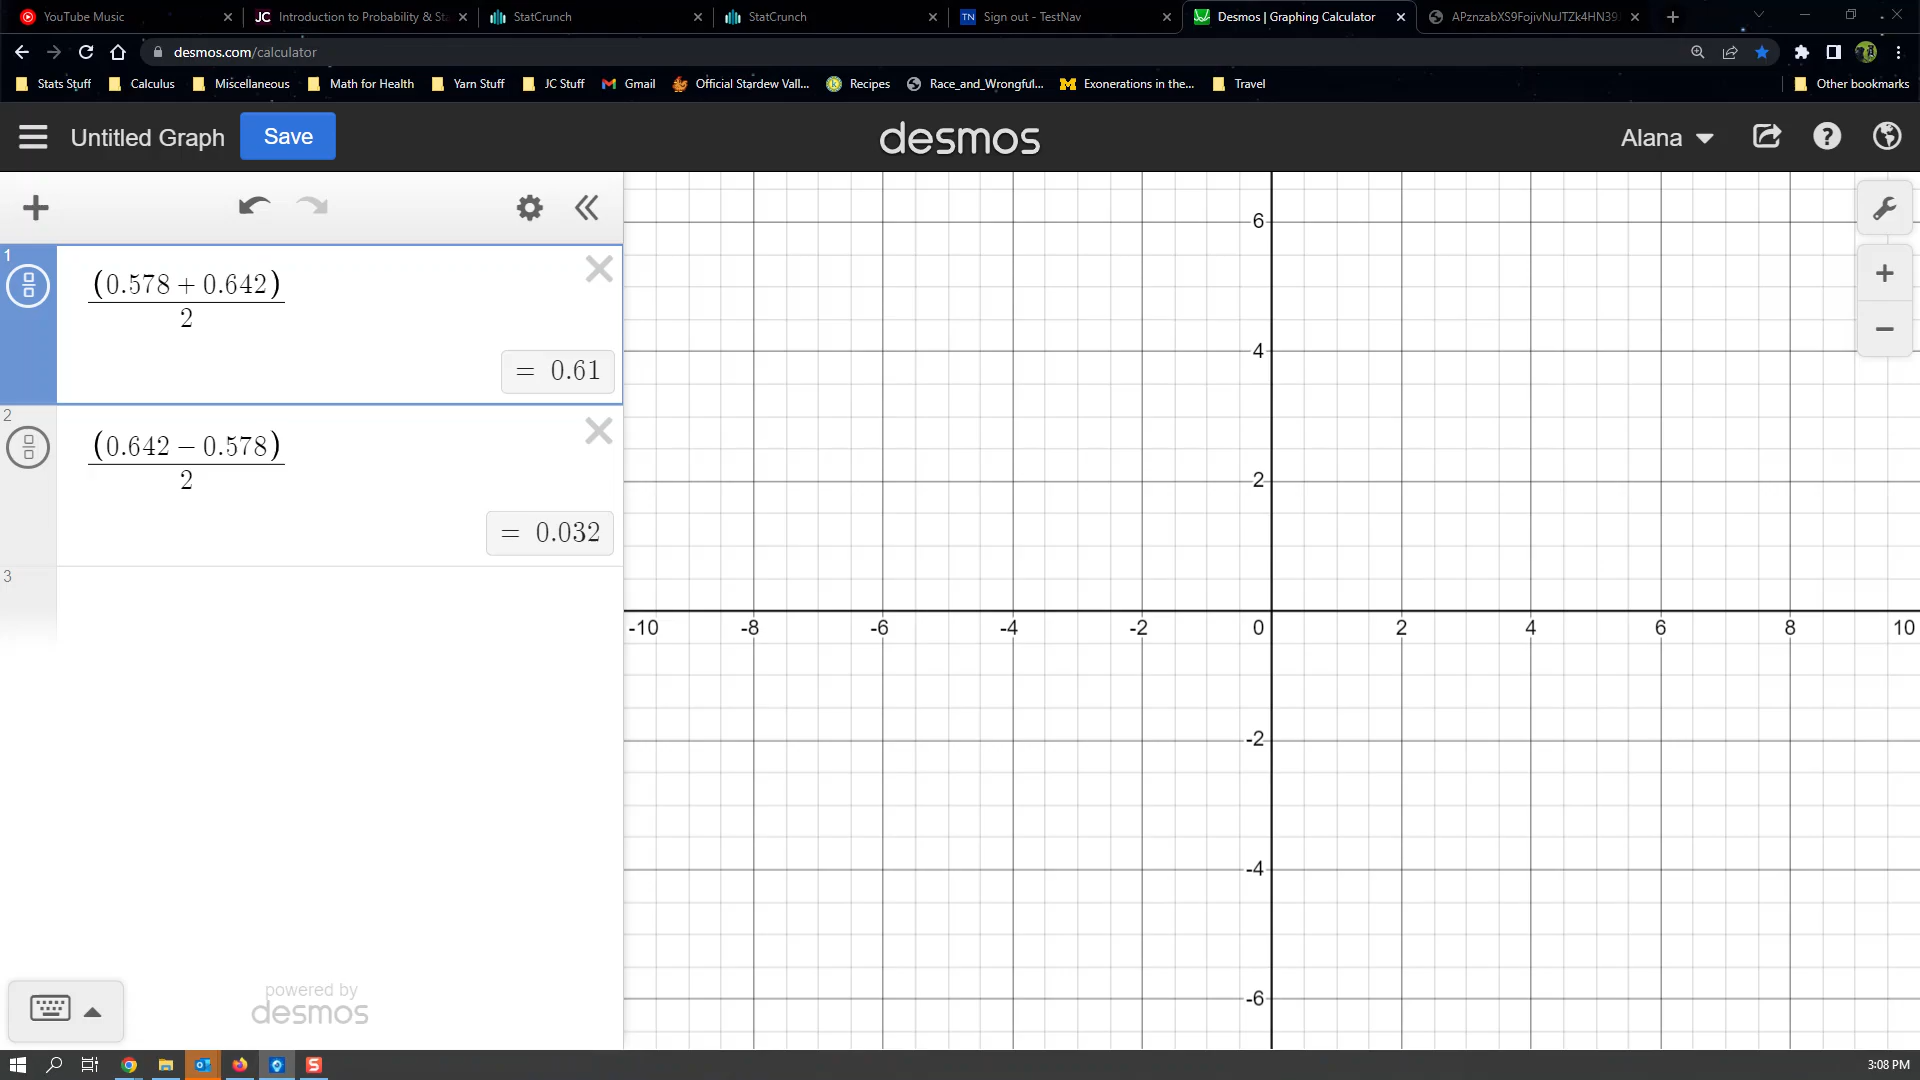 YouTube Music
JC Introduction to Probability & St
StatCrunch
StatCrunch
TN Sign out - TestNav
Desmos | Graphing Calculator
APznzabXS9FojivNuJTZk4HN39
desmos.com/calculator
Stats Stuff
Calculus
Miscellaneous
Math for Health
Yarn Stuff
JC Stuff
Gmail
Official Stardew Vall...
Recipes
Race_and_Wrongful...
Exonerations in the...
Travel
Other bookmarks
Untitled Graph
Save
desmos
Alana
1
(0.578 + 0.642)
2
= 0.61
2
(0.642 − 0.578)
2
= 0.032
3
powered by
desmos
6
4
2
-10 -8 -6 -4 -2 0 2 4 6 8 10
-2
-4
-6
3:08 PM